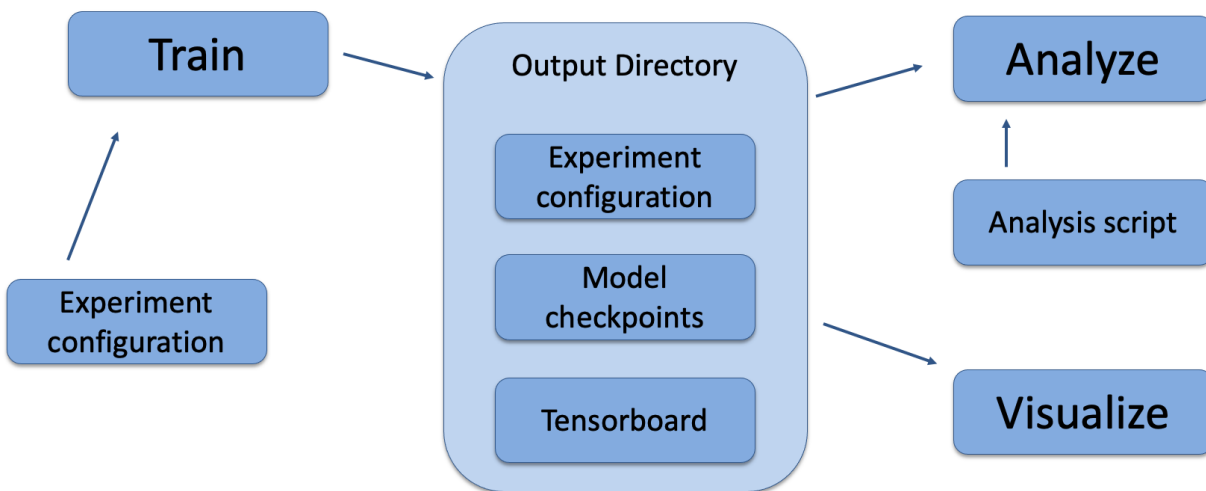 Train
Experiment
configuration
Output Directory
Experiment
configuration
Model
checkpoints
Tensorboard
Analyze
Analysis script
Visualize